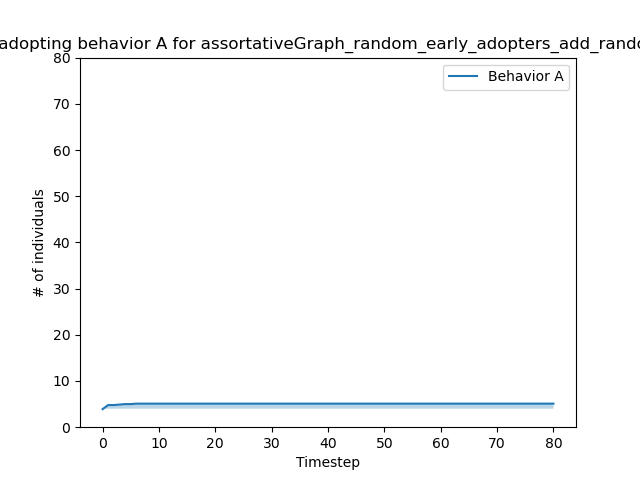 adopting behavior A for assortativeGraph_random_early_adopters_add_rando
80
70
60
50
40
30
20
10
0
# of individuals
Behavior A
0 10 20 30 40 50 60 70 80
Timestep